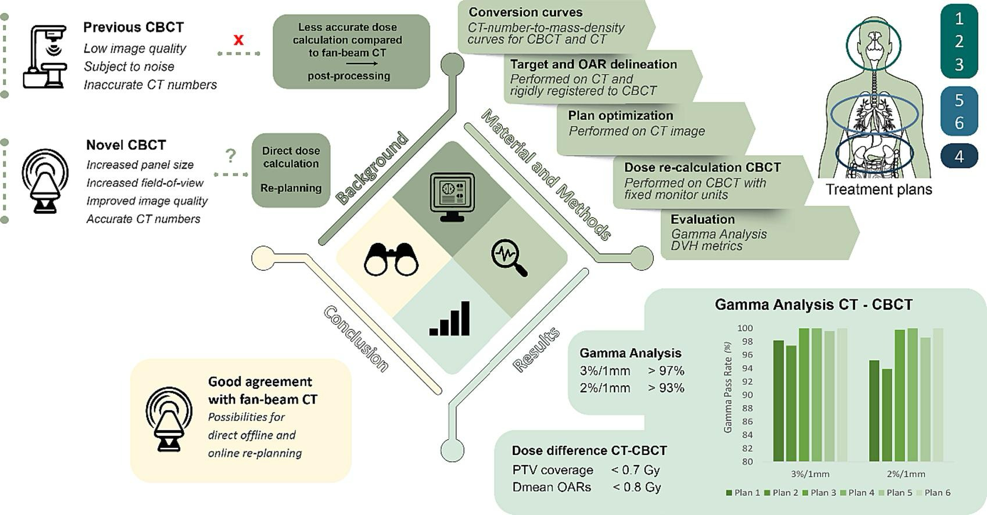 Previous CBCT
Low image quality
Subject to noise
Inaccurate CT numbers
x
Less accurate dose
calculation compared
to fan-beam CT
post-processing
Novel CBCT
Increased panel size
Increased field-of-view
Improved image quality
Accurate CT numbers
?
Direct dose
calculation
Re-planning
Background
Material and Methods
Conversion curves
CT-number-to-mass-density
curves for CBCT and CT
Target and OAR delineation
Performed on CT and
rigidly registered to CBCT
Plan optimization
Performed on CT image
Dose re-calculation CBCT
Performed on CBCT with
fixed monitor units
Evaluation
Gamma Analysis
DVH metrics
1
2
3
5
6
4
Treatment plans
Conclusion
Results
Good agreement
with fan-beam CT
Possibilities for
direct offline and
online re-planning
Gamma Analysis
3%/1mm > 97%
2%/1mm > 93%
Dose difference CT-CBCT
PTV coverage < 0.7 Gy
Dmean OARs < 0.8 Gy
Gamma Analysis CT - CBCT
Gamma Pass Rate (%)
100
98
96
94
92
90
88
86
84
82
80
3%/1mm 2%/1mm
Plan 1 Plan 2 Plan 3 Plan 4 Plan 5 Plan 6